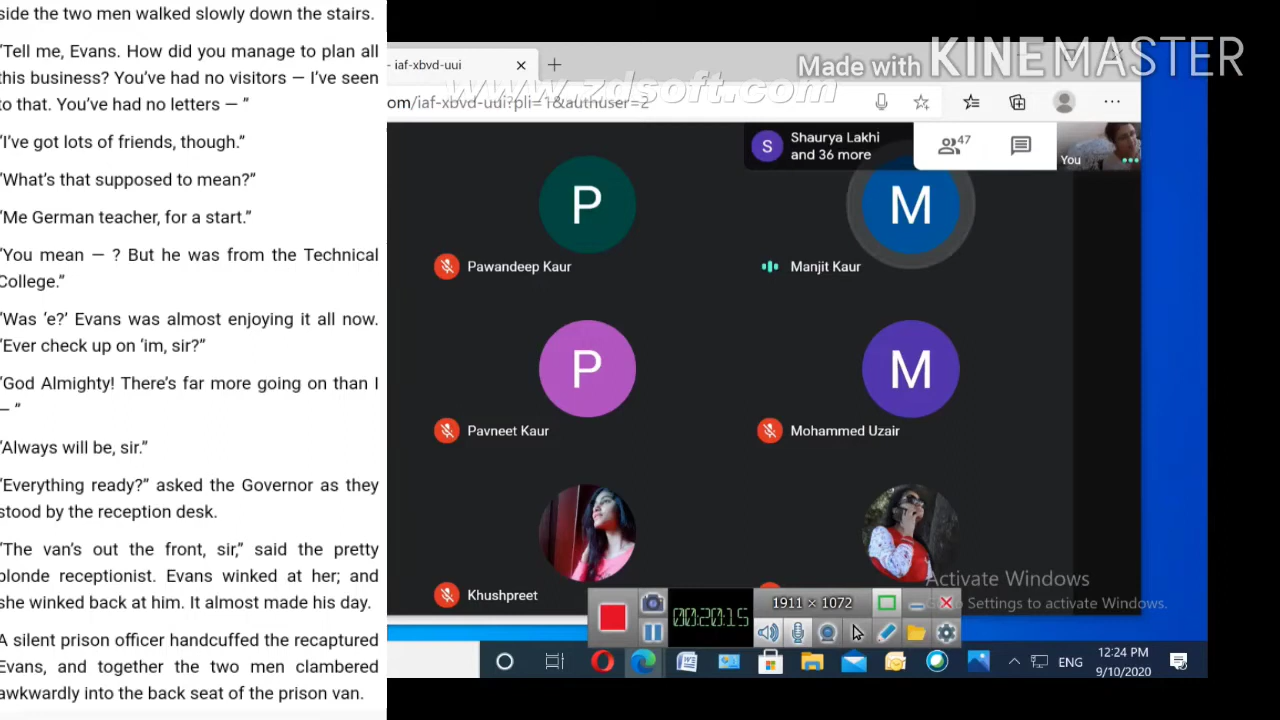 side the two men walked slowly down the stairs.
“Tell me, Evans. How did you manage to plan all
this business? You’ve had no visitors — I’ve seen
to that. You’ve had no letters — ”
“I’ve got lots of friends, though.”
“What’s that supposed to mean?”
“Me German teacher, for a start.”
“You mean — ? But he was from the Technical
College.”
“Was ‘e?’ Evans was almost enjoying it all now.
“Ever check up on ‘im, sir?”
“God Almighty! There’s far more going on than I
— ”
“Always will be, sir.”
“Everything ready?” asked the Governor as they
stood by the reception desk.
“The van’s out the front, sir,” said the pretty
blonde receptionist. Evans winked at her; and
she winked back at him. It almost made his day.
A silent prison officer handcuffed the recaptured
Evans, and together the two men clambered
awkwardly into the back seat of the prison van.
Made with KINEMASTER
- iaf-xbvd-uui
www.zdsoft.com
om/iaf-xbvd-uui?pli=1&authuser=2
S
Shaurya Lakhi
and 36 more
47
You
P
M
Pawandeep Kaur
Manjit Kaur
P
M
Pavneet Kaur
Mohammed Uzair
Khushpreet
Activate Windows
Go to Settings to activate Windows.
00:20:15
1911 × 1072
ENG
12:24 PM
9/10/2020